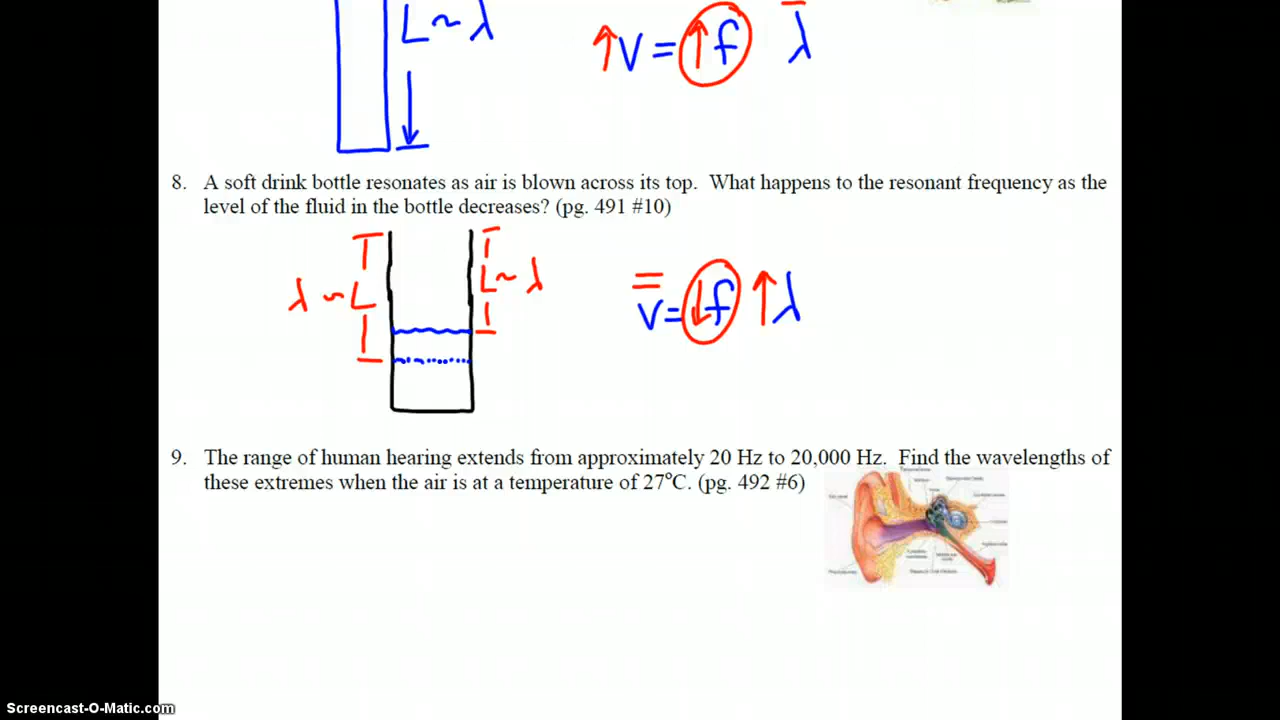 L ~ λ
↑V = ↑f λ̅
8. A soft drink bottle resonates as air is blown across its top. What happens to the resonant frequency as the
level of the fluid in the bottle decreases? (pg. 491 #10)
λ ~ L
L ~ λ
V = ↓f ↑λ
9. The range of human hearing extends from approximately 20 Hz to 20,000 Hz. Find the wavelengths of
these extremes when the air is at a temperature of 27°C. (pg. 492 #6)
Screencast-O-Matic.com